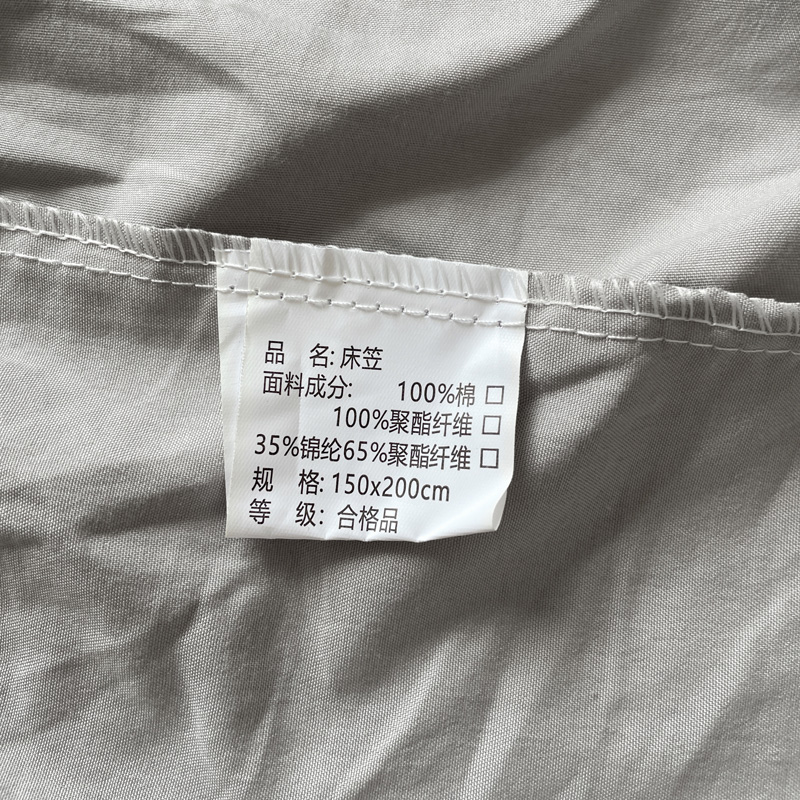 品 名: 床笠
面料成分: 100%棉 □
100%聚酯纤维 □
35%锦纶65%聚酯纤维 □
规 格: 150x200cm
等 级: 合格品